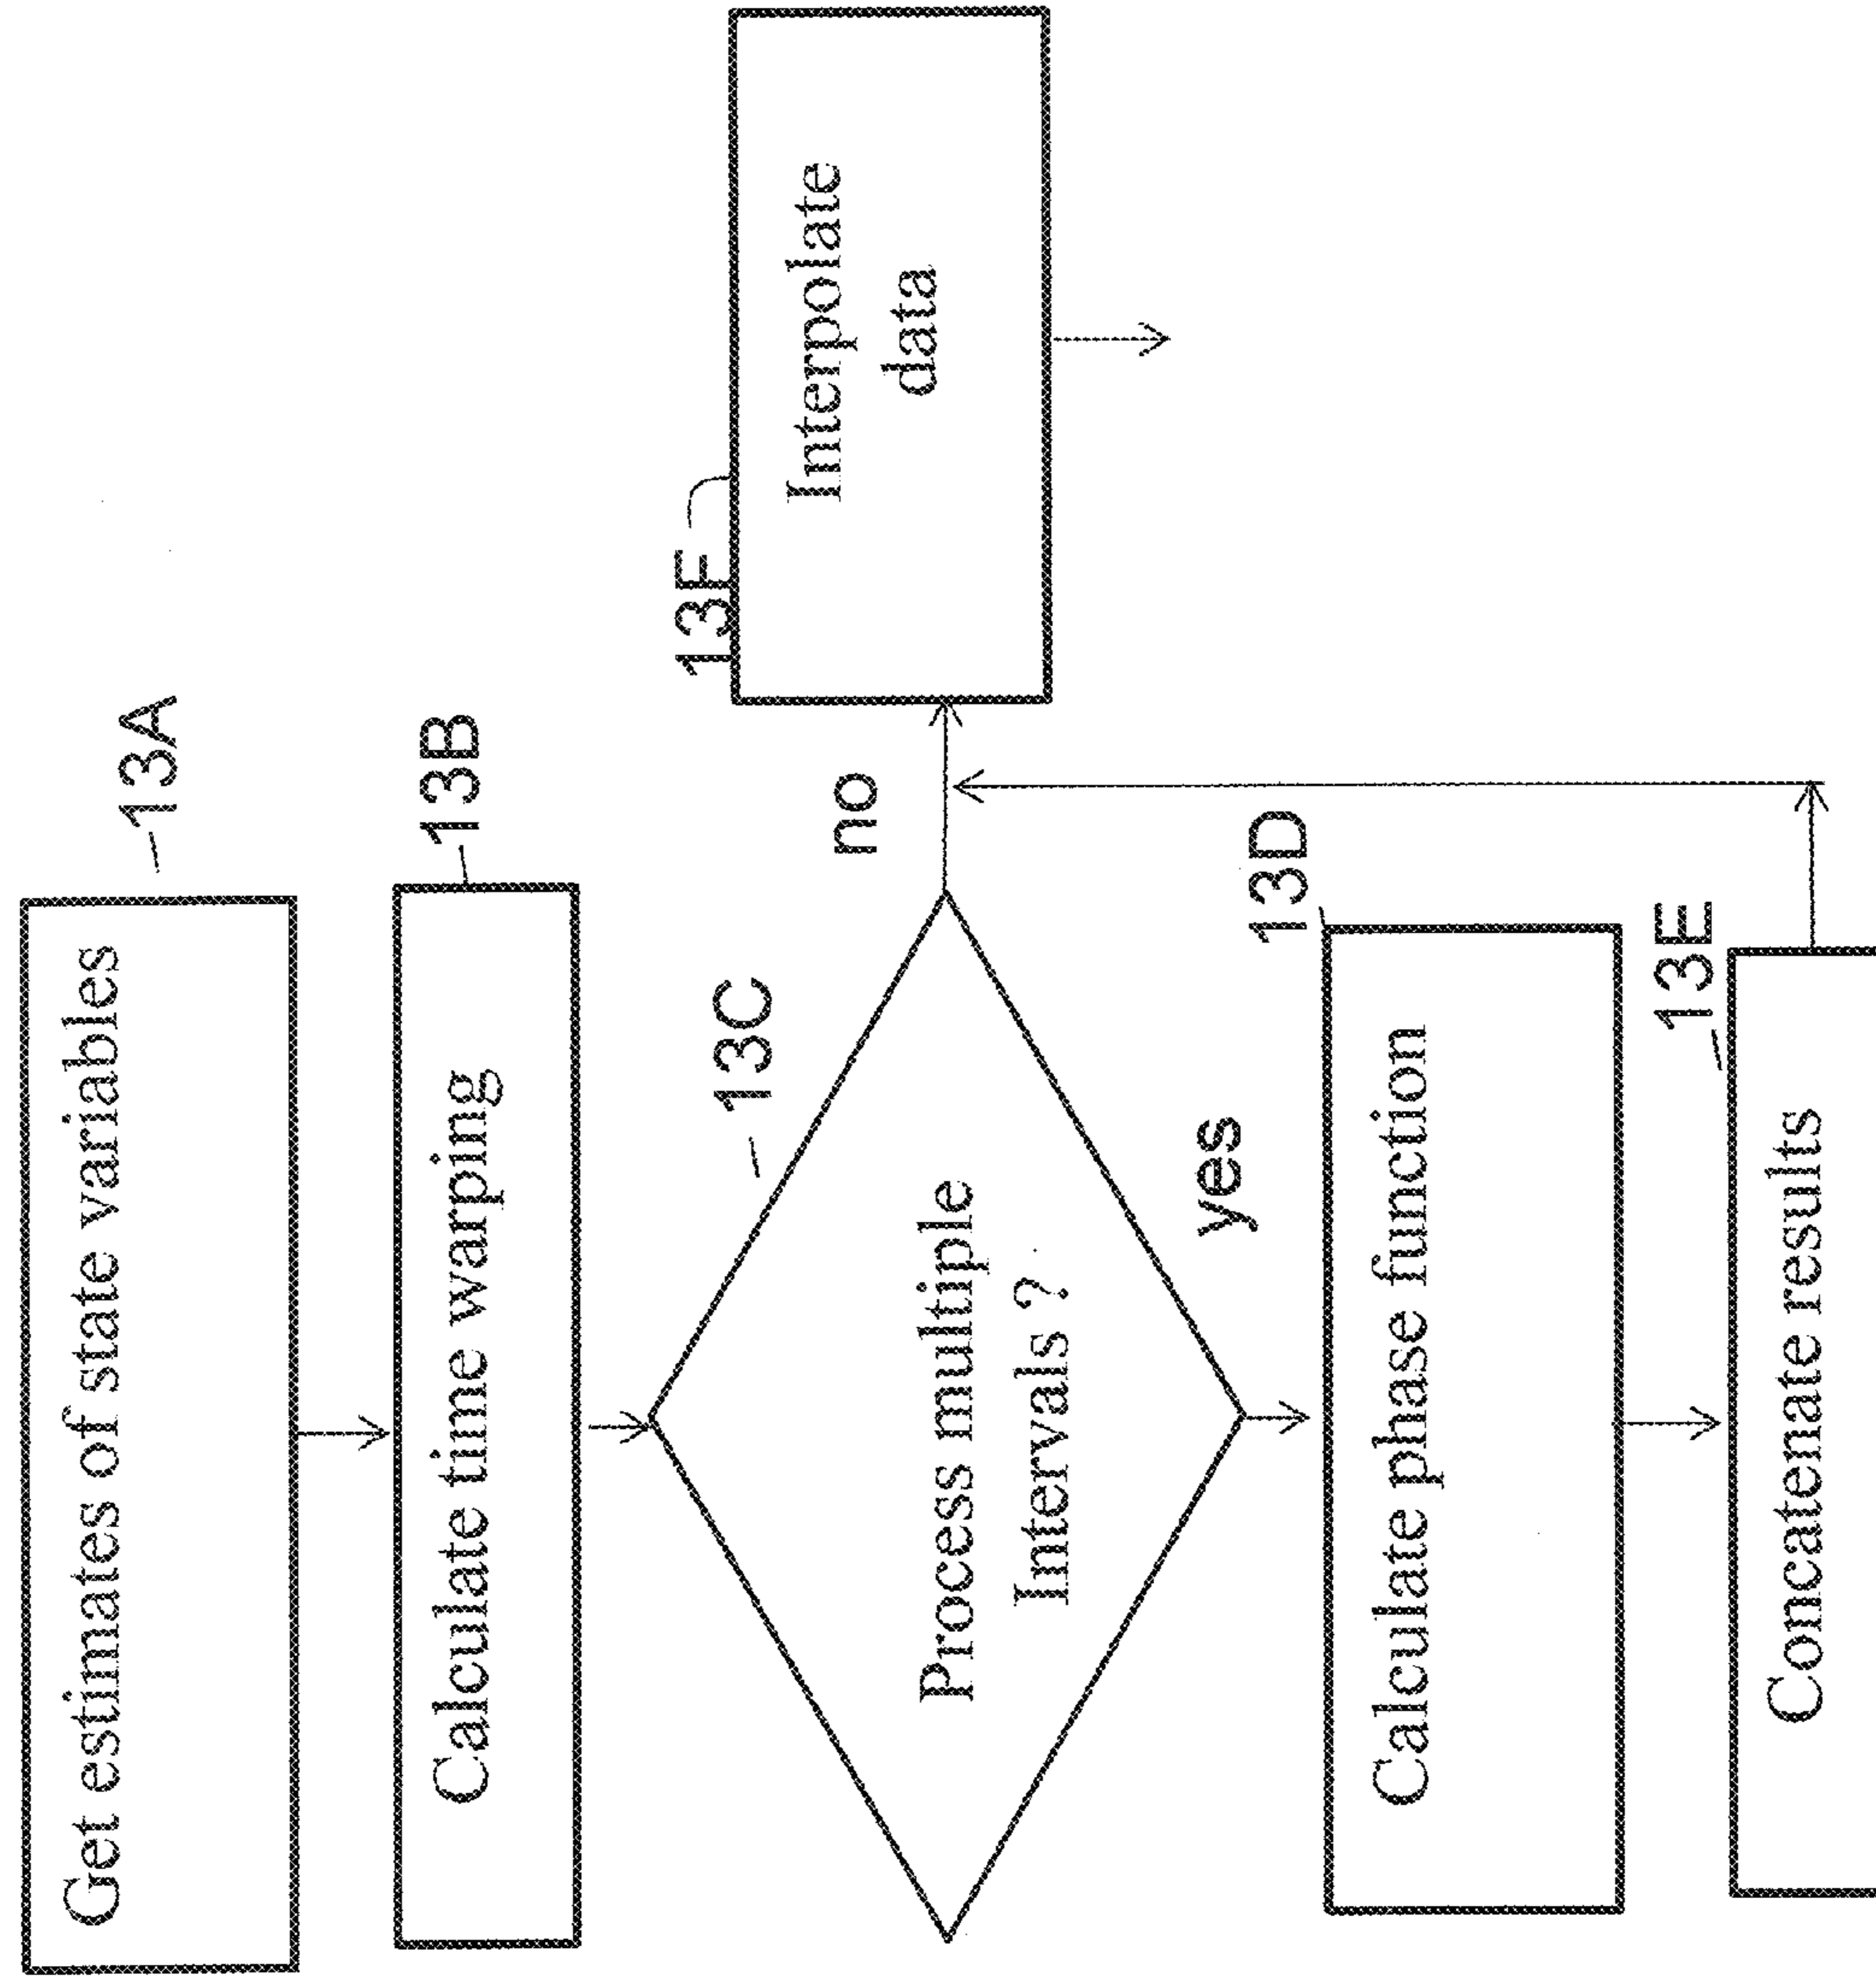 Get estimates of state variables
13A
Calculate time warping
13B
13C
Process multiple
Intervals ?
no
yes
13F
Interpolate
data
13D
Calculate phase function
13E
Concatenate results